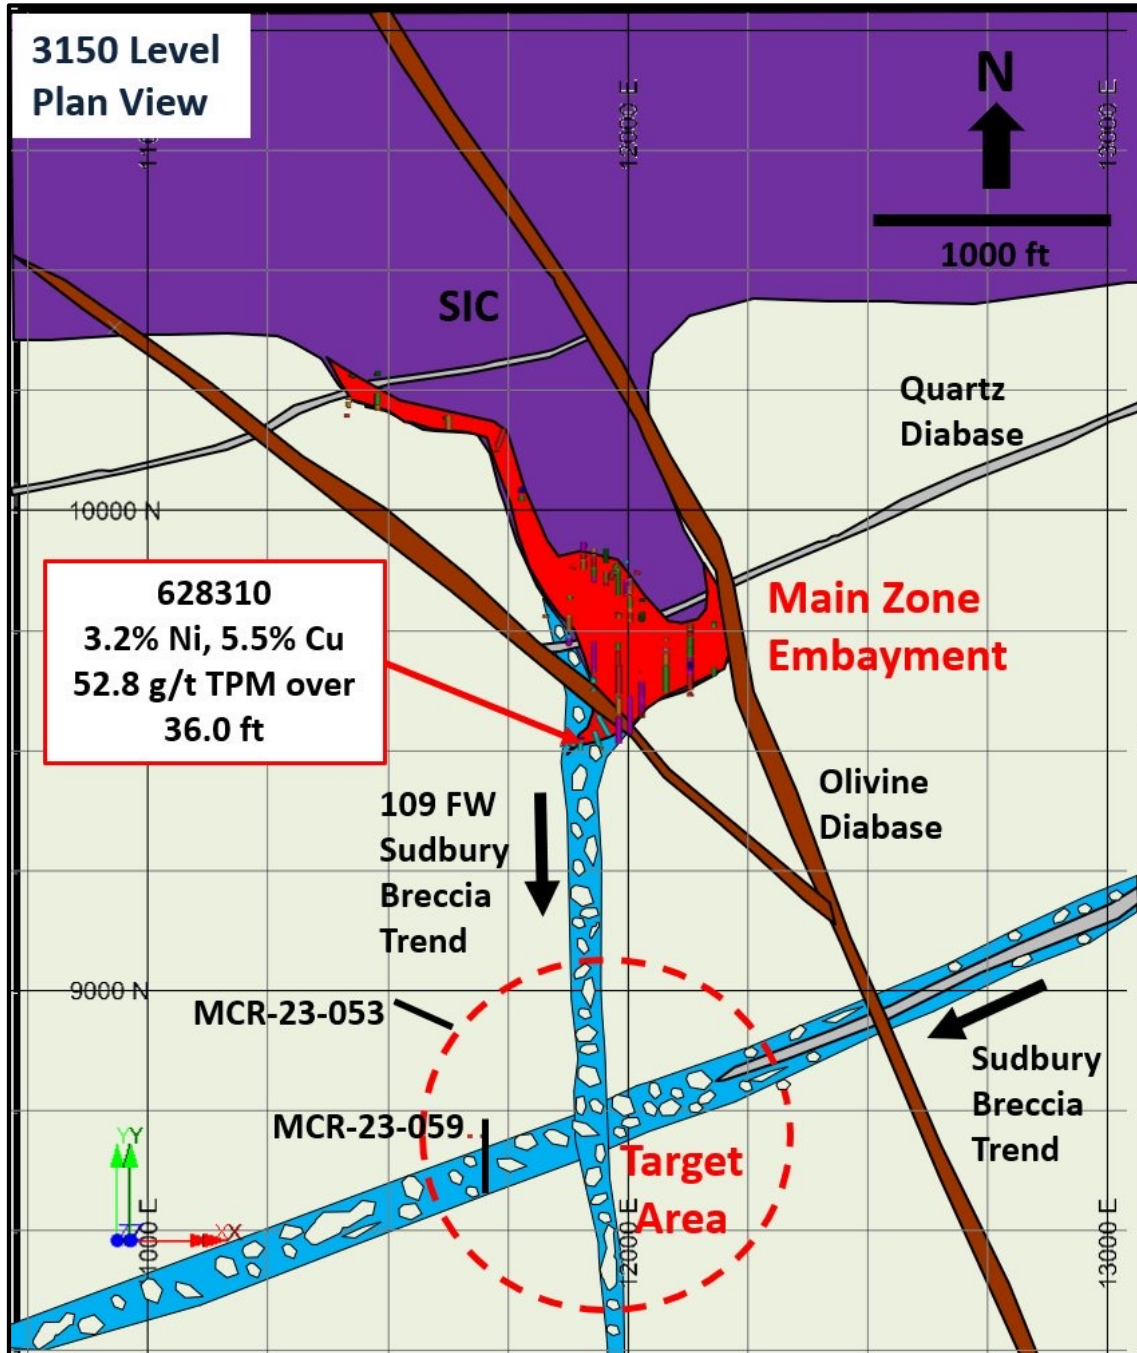 3150 Level
Plan View
N
12000 E
13000 E
1000 ft
SIC
Quartz
Diabase
10000 N
628310
3.2% Ni, 5.5% Cu
52.8 g/t TPM over
36.0 ft
Main Zone
Embayment
Olivine
Diabase
109 FW
Sudbury
Breccia
Trend
9000 N
MCR-23-053
MCR-23-059
Sudbury
Breccia
Trend
Target
Area
12000 E
13000 E